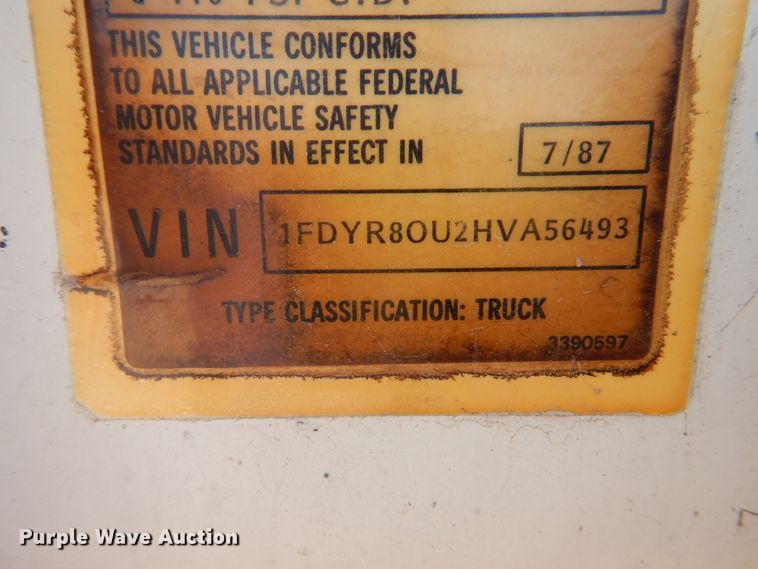 THIS VEHICLE CONFORMS
TO ALL APPLICABLE FEDERAL
MOTOR VEHICLE SAFETY
STANDARDS IN EFFECT IN 7/87
VIN 1FDYR80U2HVA56493
TYPE CLASSIFICATION: TRUCK
3390597
Purple Wave Auction